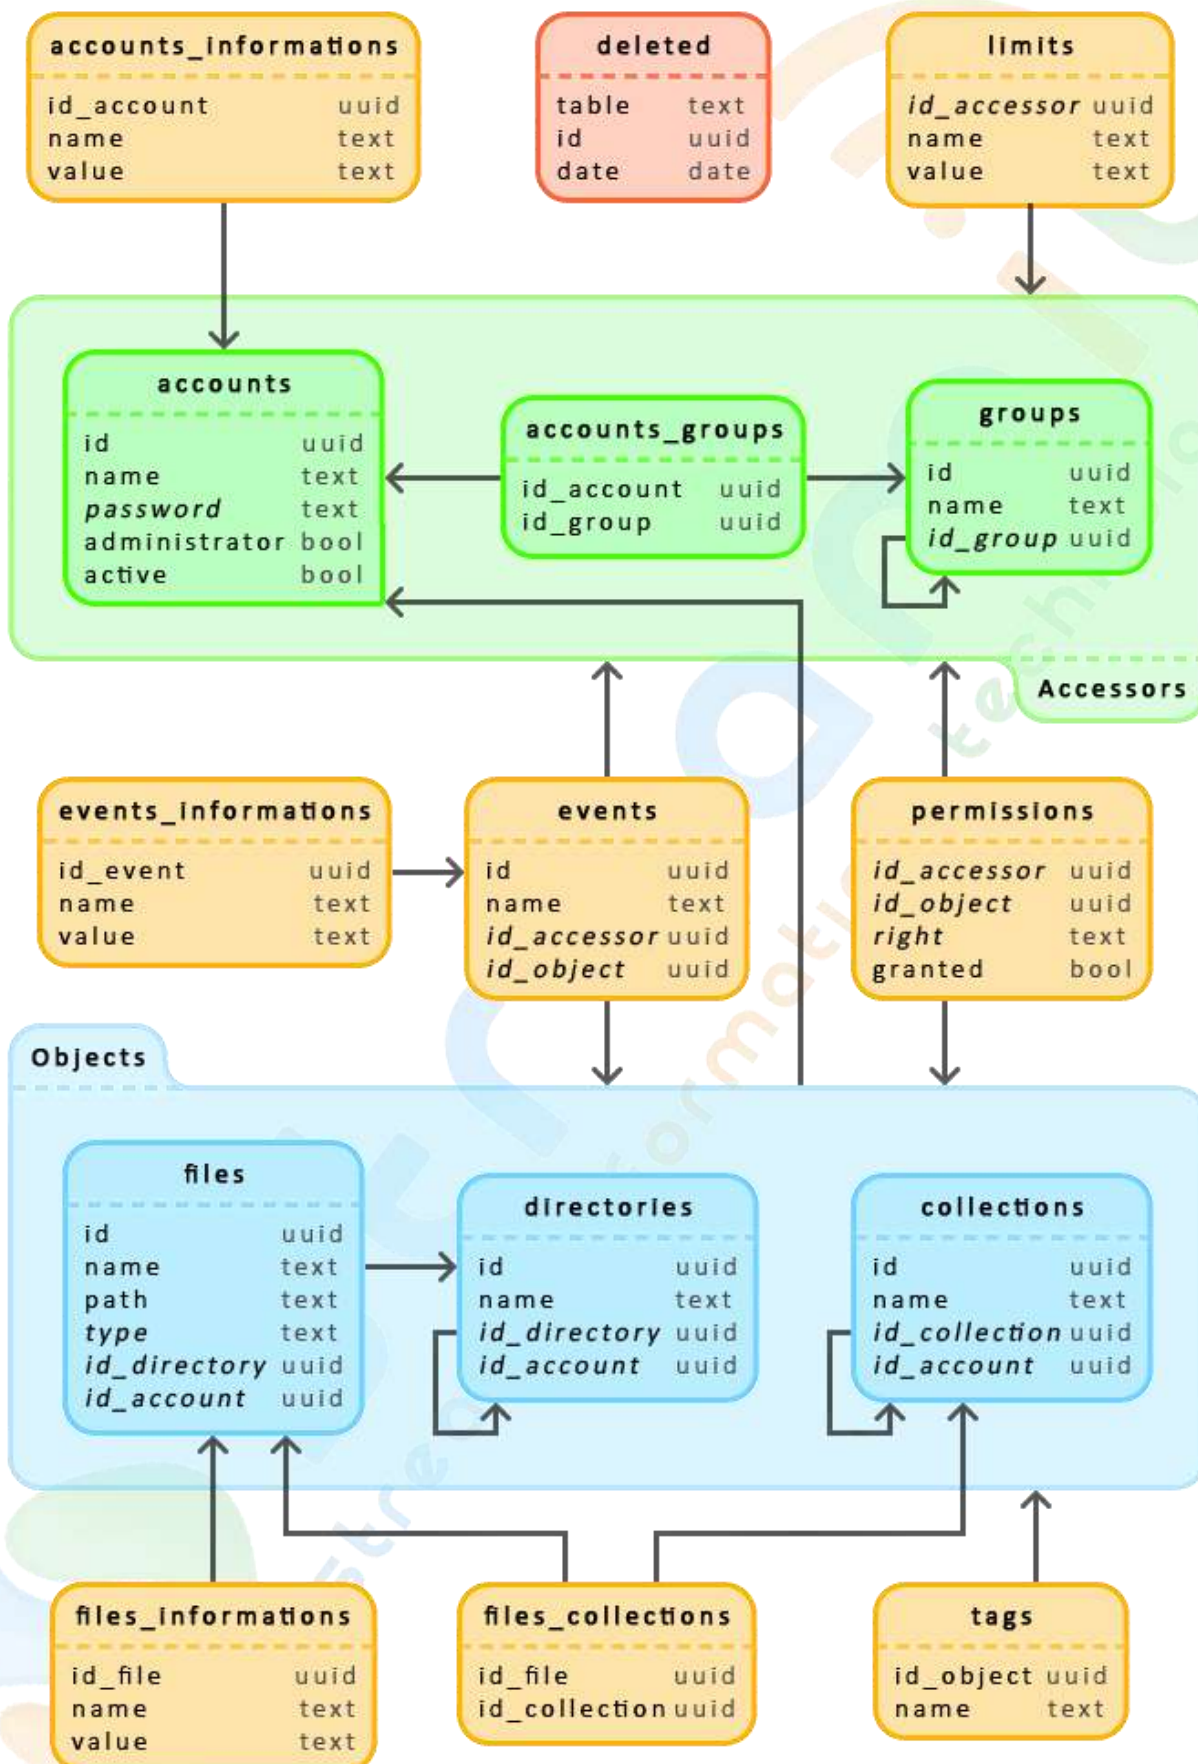 accounts_informations
id_account uuid
name text
value text
deleted
table text
id uuid
date date
limits
id_accessor uuid
name text
value text
accounts
id uuid
name text
password text
administrator bool
active bool
accounts_groups
id_account uuid
id_group uuid
groups
id uuid
name text
id_group uuid
Accessors
events_informations
id_event uuid
name text
value text
events
id uuid
name text
id_accessor uuid
id_object uuid
permissions
id_accessor uuid
id_object uuid
right text
granted bool
Objects
files
id uuid
name text
path text
type text
id_directory uuid
id_account uuid
directories
id uuid
name text
id_directory uuid
id_account uuid
collections
id uuid
name text
id_collection uuid
id_account uuid
files_informations
id_file uuid
name text
value text
files_collections
id_file uuid
id_collection uuid
tags
id_object uuid
name text